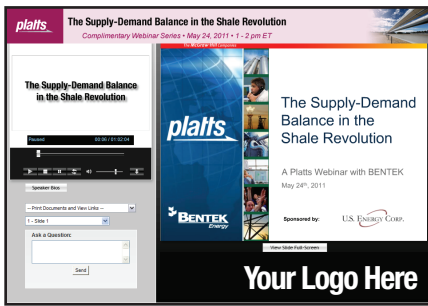 platts
The Supply-Demand Balance in the Shale Revolution
Complimentary Webinar Series • May 24, 2011 • 1 - 2 pm ET
The McGraw-Hill Companies
The Supply-Demand Balance
in the Shale Revolution
Paused 00:06 / 01:02:04
Speaker Bios
-- Print Documents and View Links --
1 - Slide 1
Ask a Question:
Send
platts
BENTEK
Energy
The Supply-Demand
Balance in the
Shale Revolution
A Platts Webinar with BENTEK
May 24th, 2011
Sponsored by:
U.S. ENERGY CORP.
View Slide Full-Screen
Your Logo Here